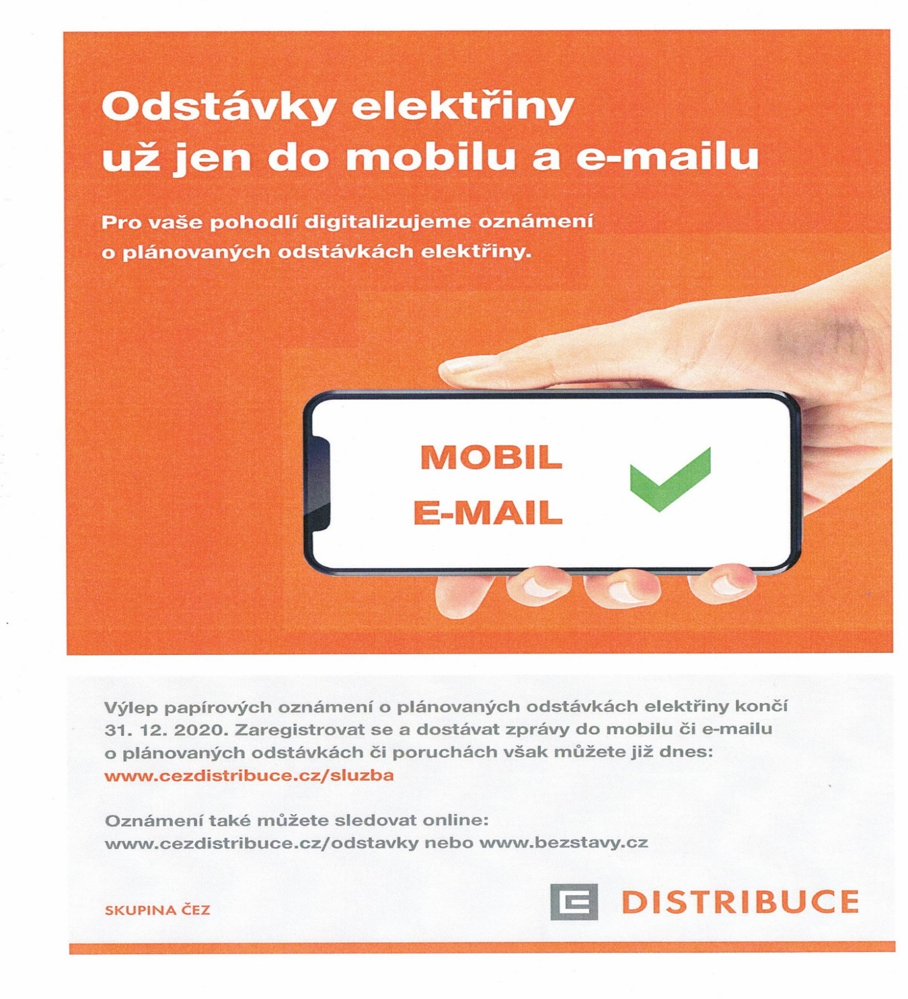 Odstávky elektřiny
už jen do mobilu a e-mailu
Pro vaše pohodlí digitalizujeme oznámení
o plánovaných odstávkách elektřiny.
MOBIL
E-MAIL
Výlep papírových oznámení o plánovaných odstávkách elektřiny končí
31. 12. 2020. Zaregistrovat se a dostávat zprávy do mobilu či e-mailu
o plánovaných odstávkách či poruchách však můžete již dnes:
www.cezdistribuce.cz/sluzba
Oznámení také můžete sledovat online:
www.cezdistribuce.cz/odstavky nebo www.bezstavy.cz
SKUPINA ČEZ
DISTRIBUCE